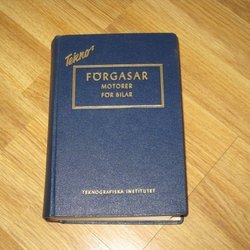 Tekno's
FÖRGASAR
MOTORER
FÖR BILAR
TEKNOGRAFISKA INSTITUTET